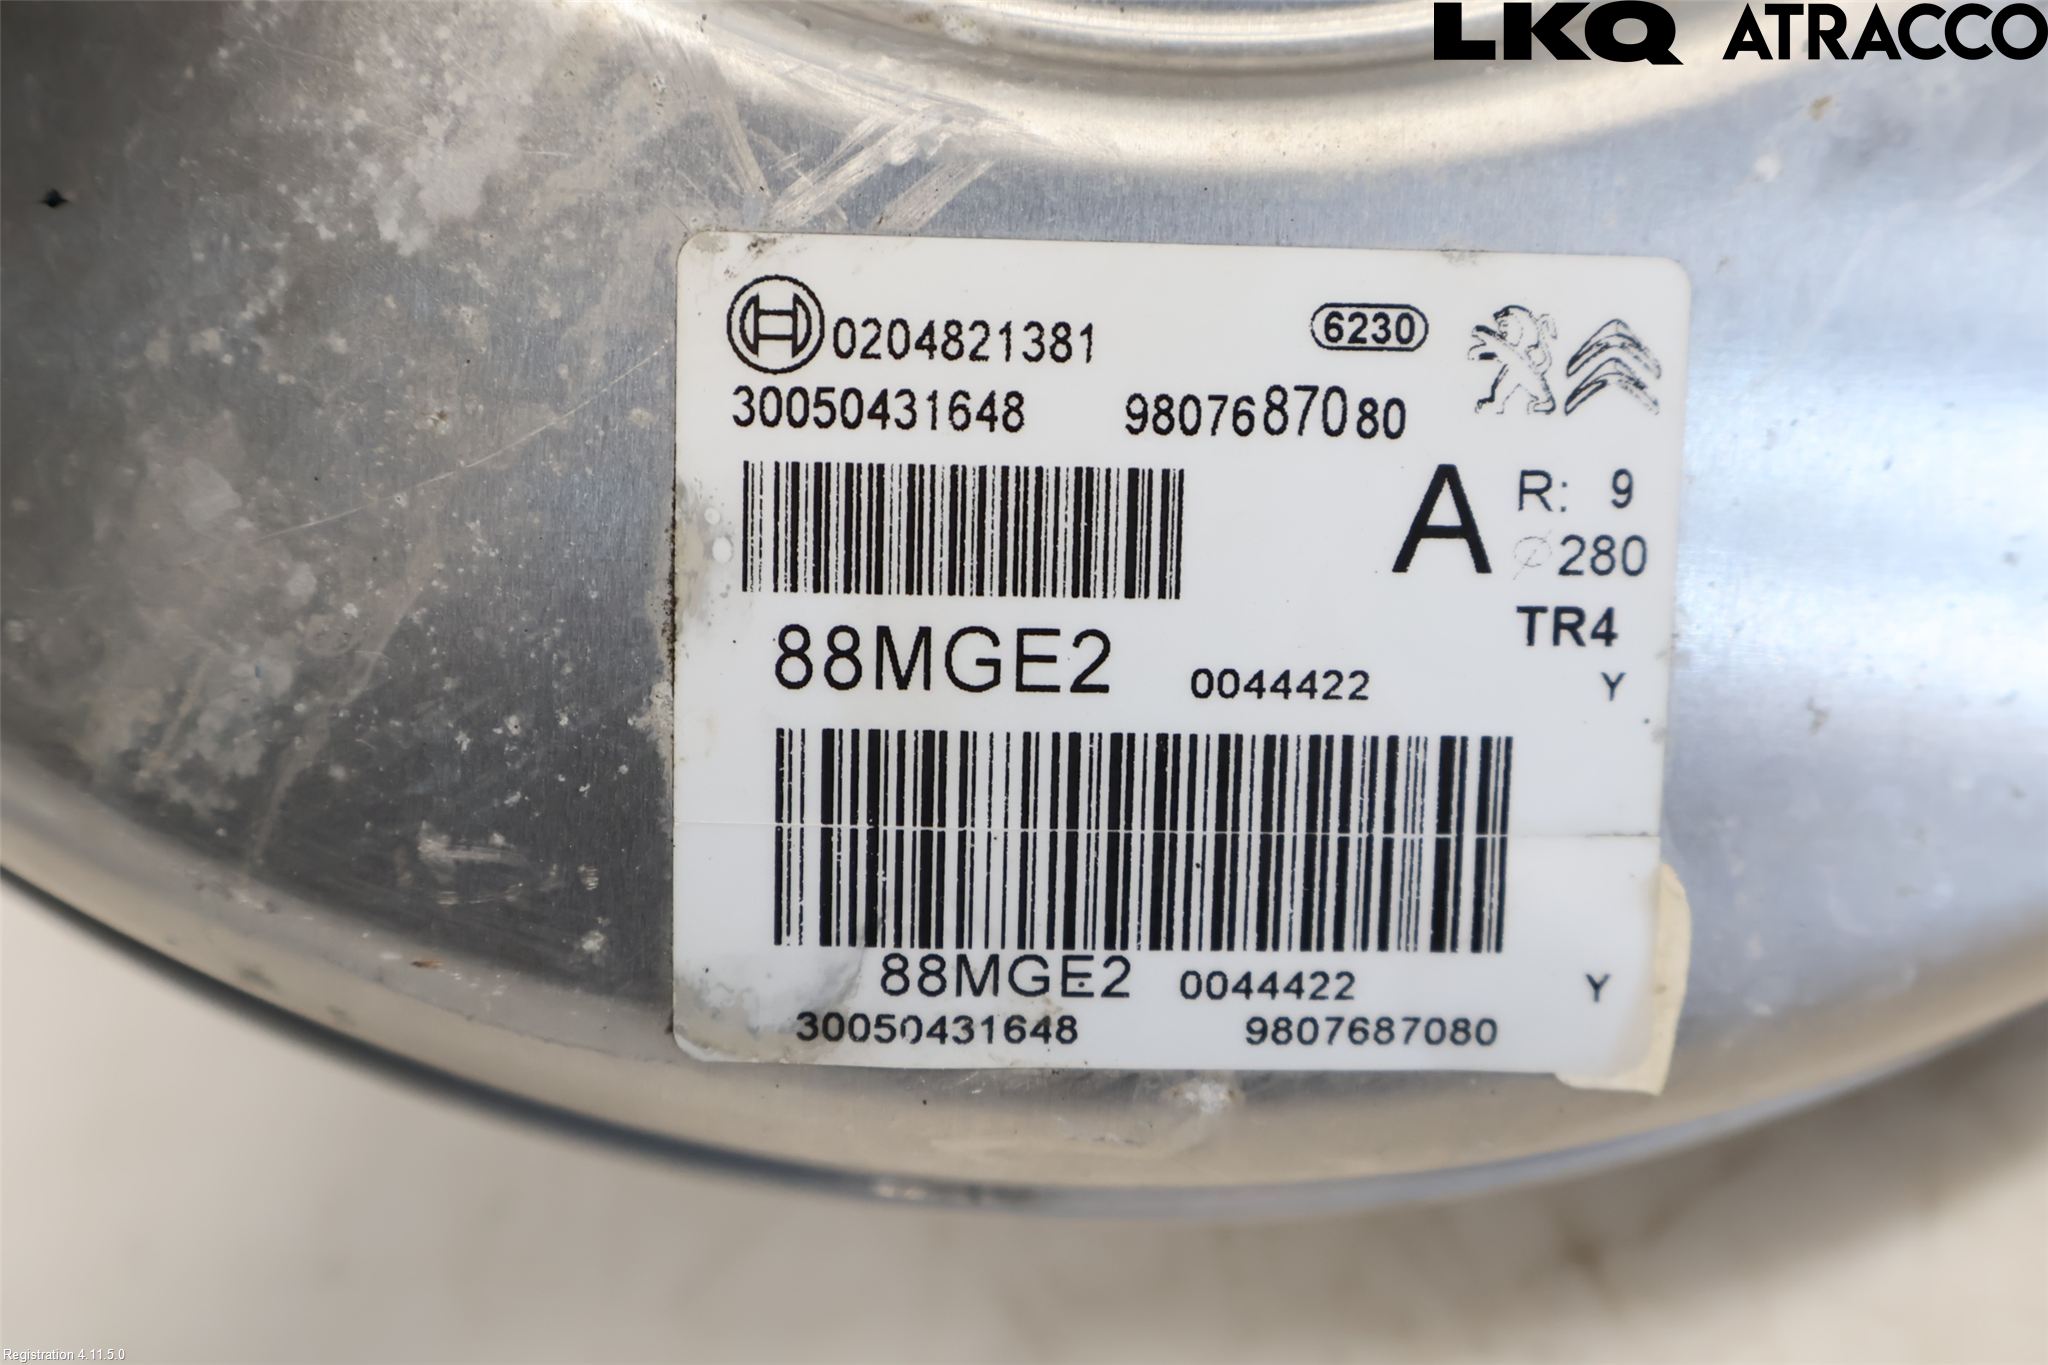 LKQ ATRACCO
0204821381 6230
30050431648 9807687080
A R: 9
⌀280
TR4
88MGE2 0044422 Y
88MGE2 0044422 Y
30050431648 9807687080
Registration 4.11.5.0